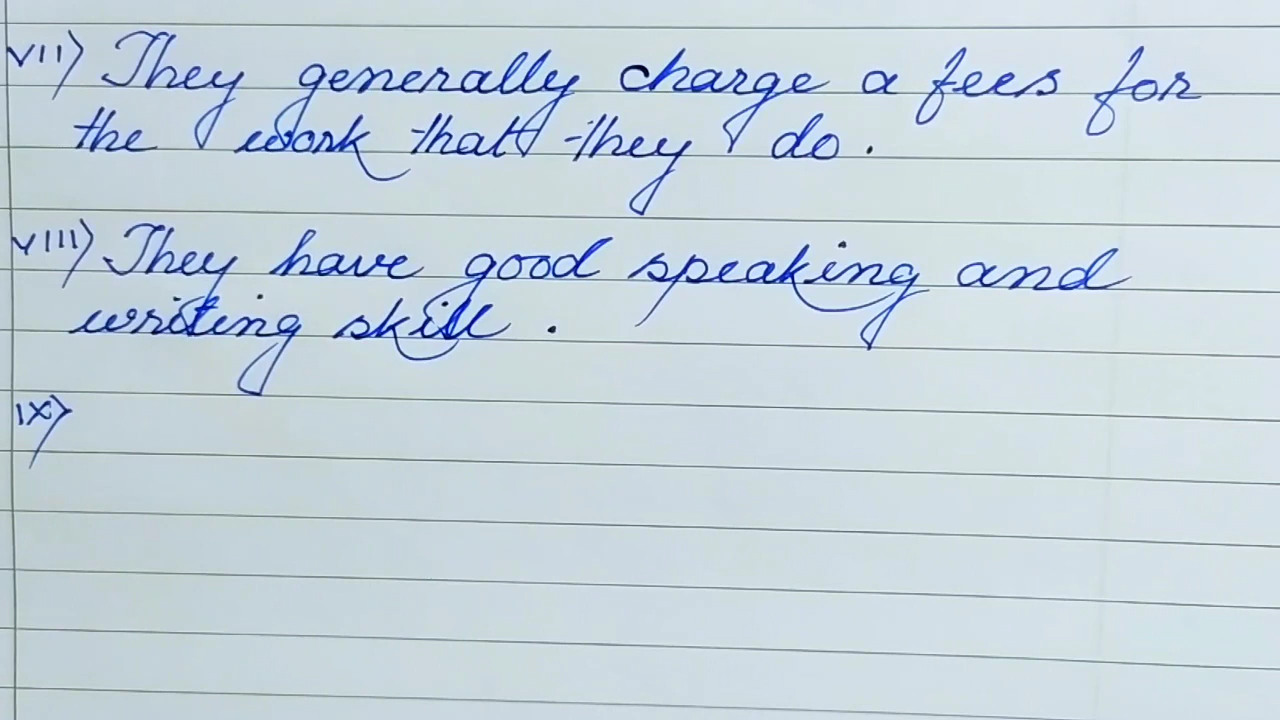 VII) They generally charge a fees for
the work that they do.
VIII) They have good speaking and
writing skill.
IX)